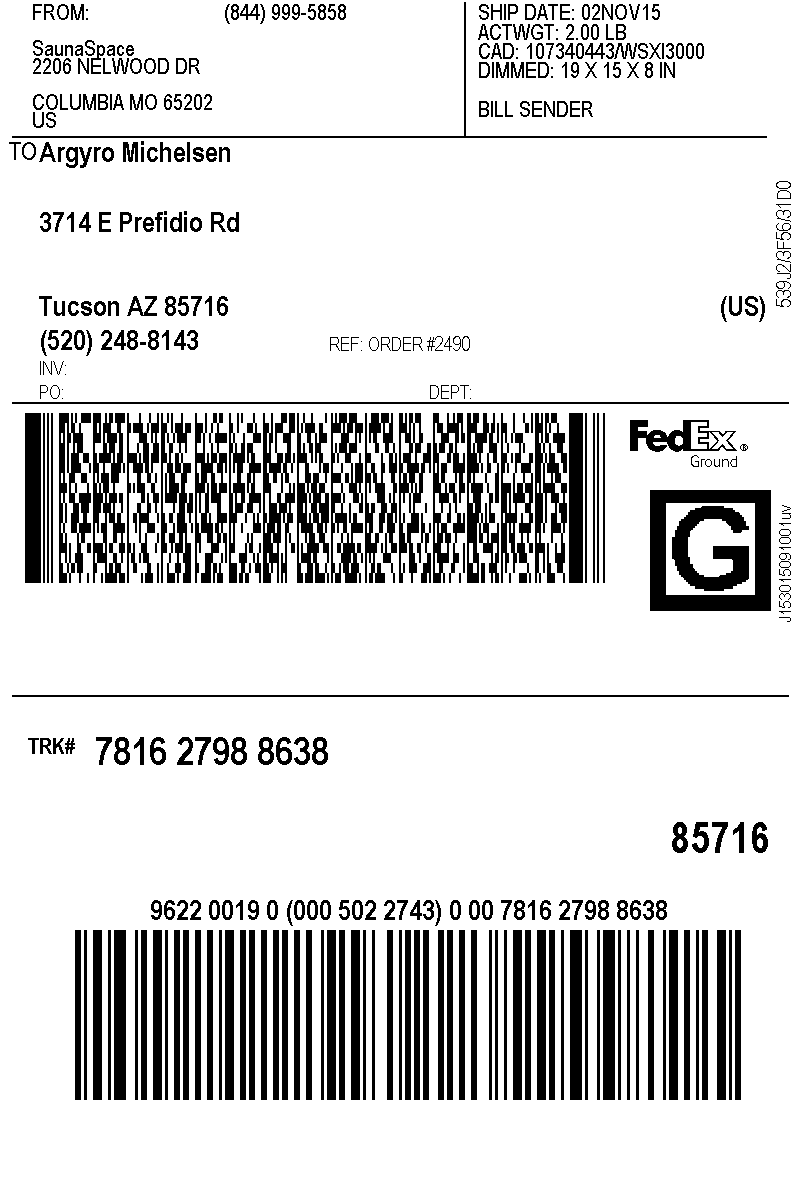 FROM: (844) 999-5858
SaunaSpace
2206 NELWOOD DR
COLUMBIA MO 65202
US
SHIP DATE: 02NOV15
ACTWGT: 2.00 LB
CAD: 107340443/WSXI3000
DIMMED: 19 X 15 X 8 IN
BILL SENDER
TO Argyro Michelsen
3714 E Prefidio Rd
Tucson AZ 85716 (US)
(520) 248-8143 REF: ORDER #2490
INV:
PO: DEPT:
539J2/3F56/31D0
FedEx®
Ground
G
J153015091001uv
TRK# 7816 2798 8638
85716
9622 0019 0 (000 502 2743) 0 00 7816 2798 8638